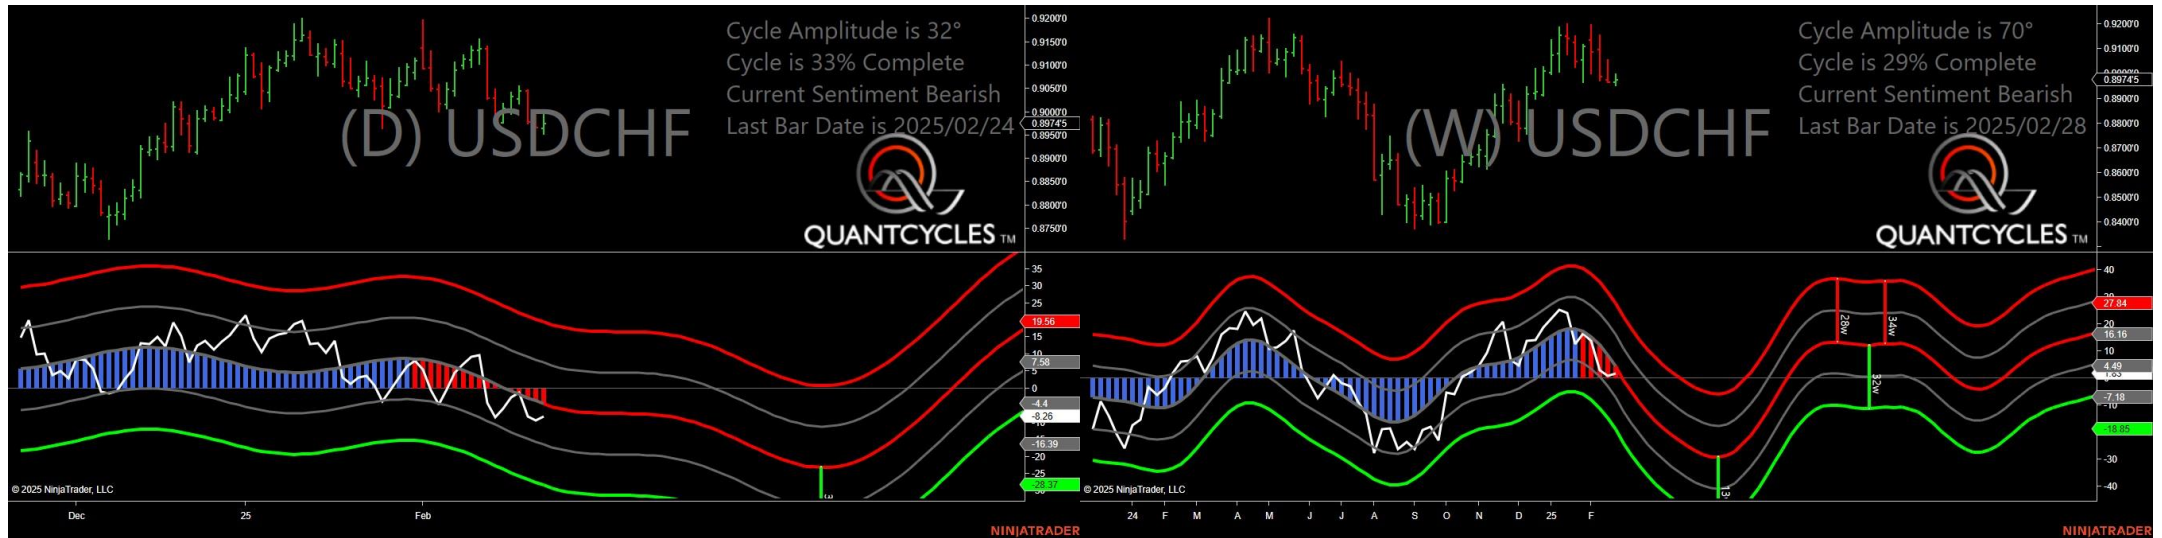 Cycle Amplitude is 32°
Cycle is 33% Complete
Current Sentiment Bearish
Last Bar Date is 2025/02/24
(D) USDCHF
QUANTCYCLES TM
0.9200'0
0.9150'0
0.9100'0
0.9050'0
0.9000'0
0.8974'5
0.8950'0
0.8900'0
0.8850'0
0.8800'0
0.8750'0
35
30
25
19.56
15
10
7.58
5
0
-4.4
-8.26
-16.39
-20
-25
-28.37
© 2025 NinjaTrader, LLC
Dec
25
Feb
NINJATRADER
Cycle Amplitude is 70°
Cycle is 29% Complete
Current Sentiment Bearish
Last Bar Date is 2025/02/28
(W) USDCHF
QUANTCYCLES TM
0.9200'0
0.9100'0
0.8974'5
0.8900'0
0.8800'0
0.8700'0
0.8600'0
0.8500'0
0.8400'0
28w
34w
32w
40
27.84
20
16.16
10
4.49
-7.18
-18.85
-30
-40
© 2025 NinjaTrader, LLC
24
F
M
A
M
J
J
A
S
O
N
D
25
F
NINJATRADER